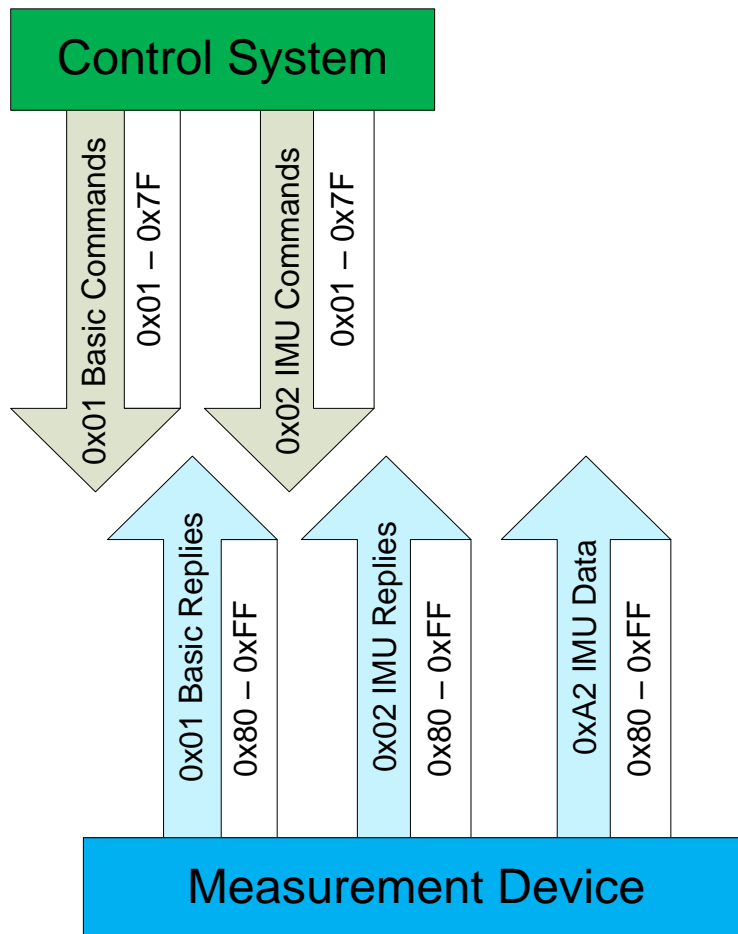 Control System
0x01 Basic Commands
0x01 – 0x7F
0x02 IMU Commands
0x01 – 0x7F
0x01 Basic Replies
0x80 – 0xFF
0x02 IMU Replies
0x80 – 0xFF
0xA2 IMU Data
0x80 – 0xFF
Measurement Device